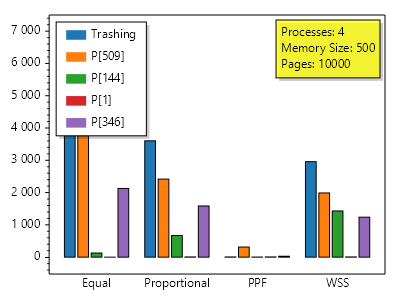 7 000
6 000
5 000
4 000
3 000
2 000
1 000
0
Trashing
P[509]
P[144]
P[1]
P[346]
Processes: 4
Memory Size: 500
Pages: 10000
Equal
Proportional
PPF
WSS